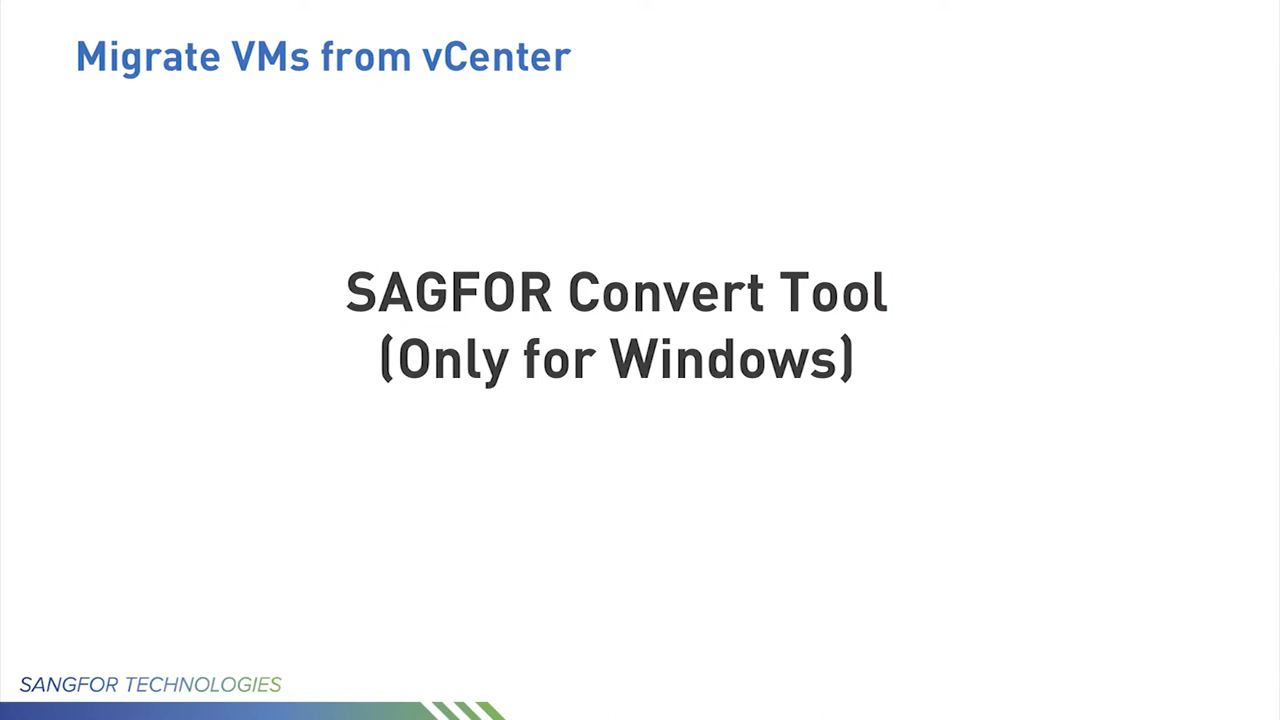 Migrate VMs from vCenter
SAGFOR Convert Tool
(Only for Windows)
SANGFOR TECHNOLOGIES